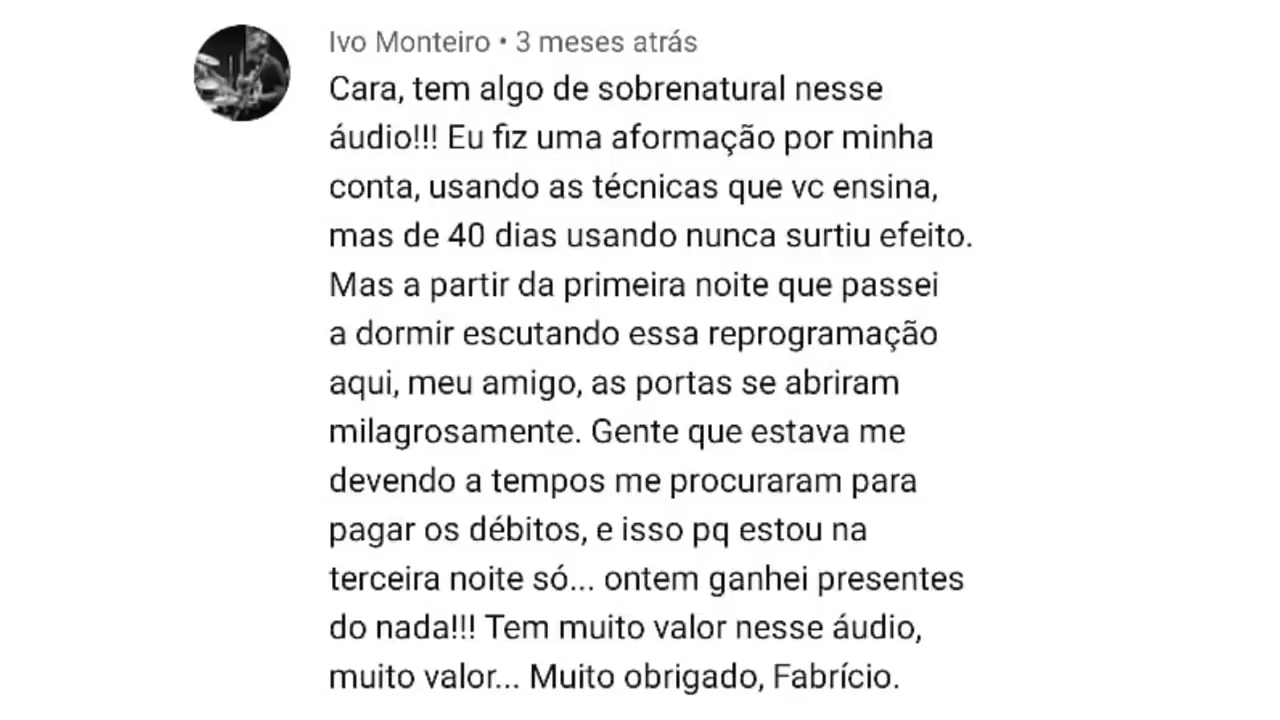 Ivo Monteiro • 3 meses atrás
Cara, tem algo de sobrenatural nesse
áudio!!! Eu fiz uma aformação por minha
conta, usando as técnicas que vc ensina,
mas de 40 dias usando nunca surtiu efeito.
Mas a partir da primeira noite que passei
a dormir escutando essa reprogramação
aqui, meu amigo, as portas se abriram
milagrosamente. Gente que estava me
devendo a tempos me procuraram para
pagar os débitos, e isso pq estou na
terceira noite só... ontem ganhei presentes
do nada!!! Tem muito valor nesse áudio,
muito valor... Muito obrigado, Fabrício.